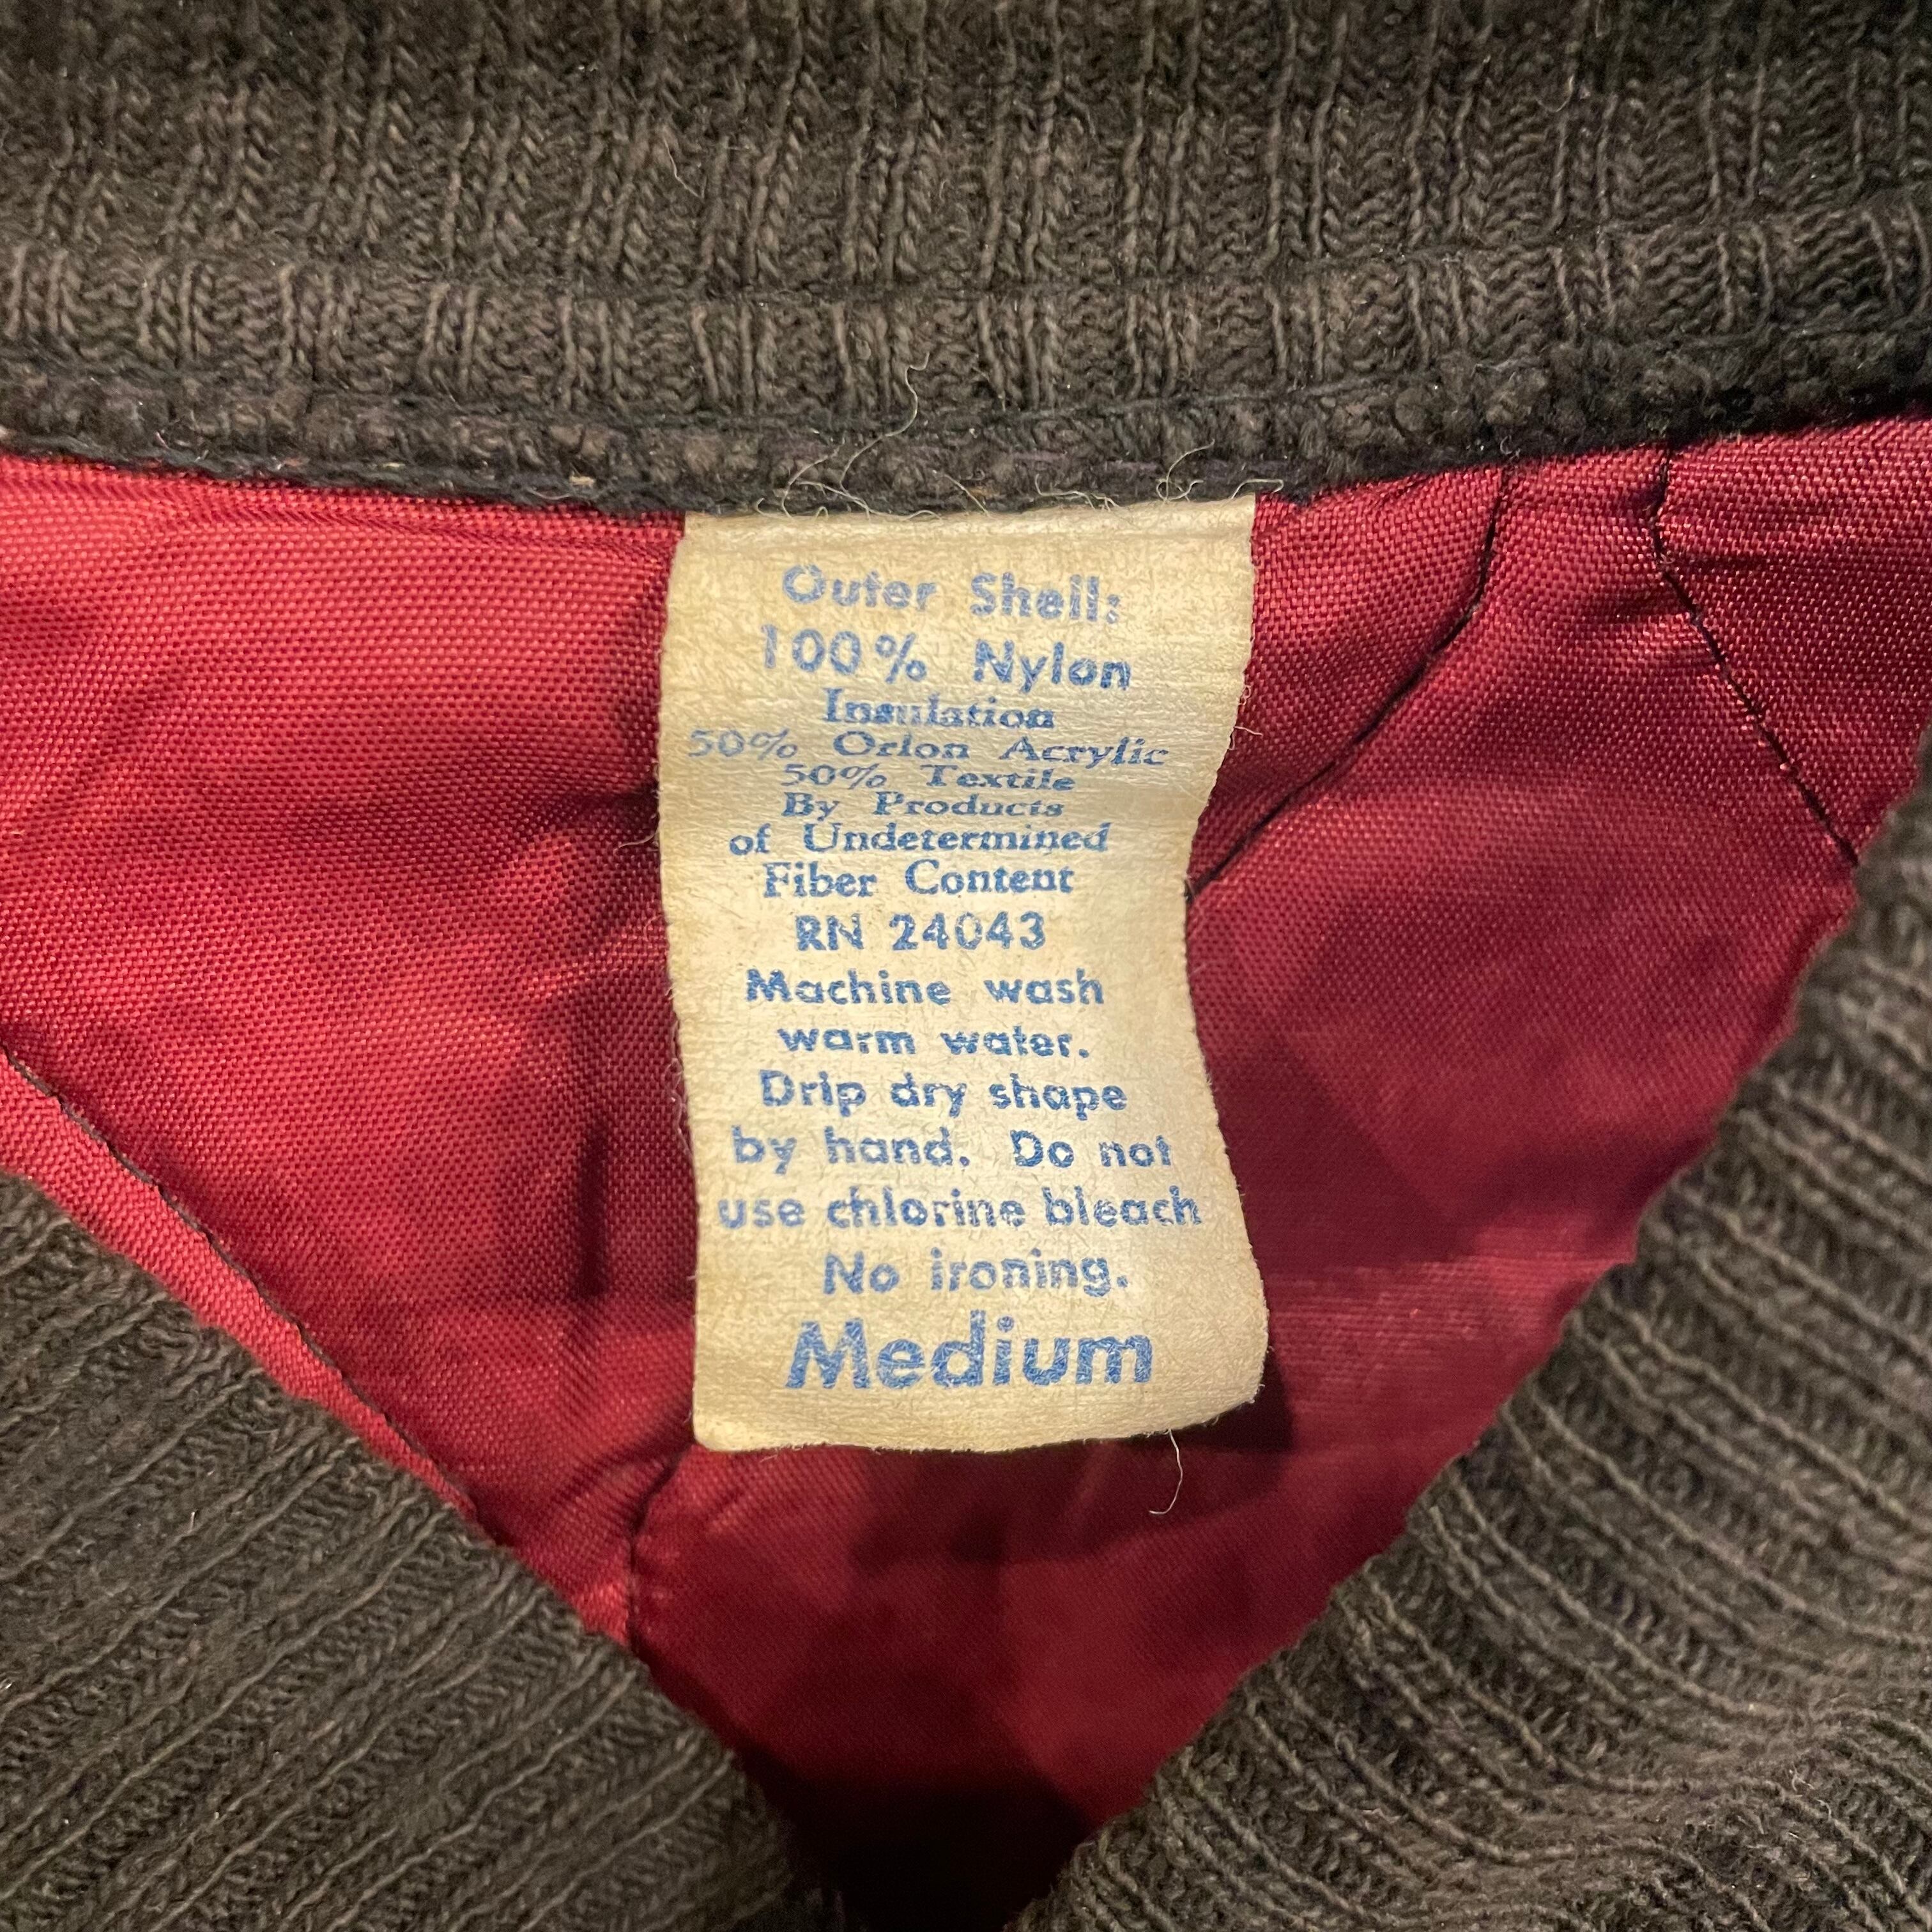 Outer Shell:
100% Nylon
Insulation
50% Orlon Acrylic
50% Textile
By Products
of Undetermined
Fiber Content
RN 24043
Machine wash
warm water.
Drip dry shape
by hand. Do not
use chlorine bleach
No ironing.
Medium